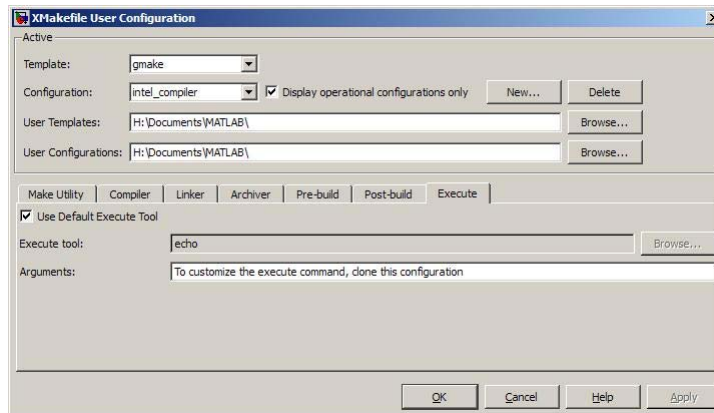 XMakefile User Configuration
Active
Template: gmake
Configuration: intel_compiler Display operational configurations only New... Delete
User Templates: H:\Documents\MATLAB\ Browse...
User Configurations: H:\Documents\MATLAB\ Browse...
Make Utility Compiler Linker Archiver Pre-build Post-build Execute
Use Default Execute Tool
Execute tool: echo Browse...
Arguments: To customize the execute command, clone this configuration
OK Cancel Help Apply